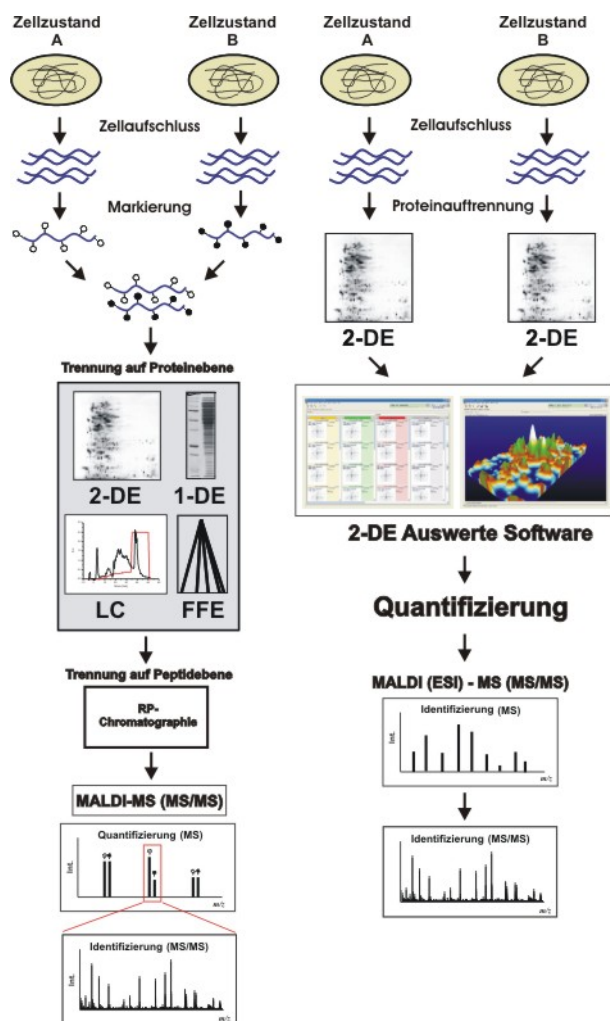 Zellzustand
A
Zellzustand
B
Zellaufschluss
Markierung
Trennung auf Proteinebene
2-DE
1-DE
LC
FFE
Trennung auf Peptidebene
RP-
Chromatographie
MALDI-MS (MS/MS)
Quantifizierung (MS)
Int.
m/z
Identifizierung (MS/MS)
Int.
m/z
Zellzustand
A
Zellzustand
B
Zellaufschluss
Proteinauftrennung
2-DE
2-DE
2-DE Auswerte Software
Quantifizierung
MALDI (ESI) - MS (MS/MS)
Identifizierung (MS)
Int.
m/z
Identifizierung (MS/MS)
Int.
m/z